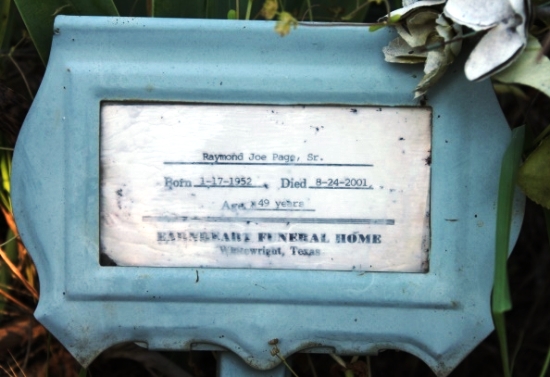 Raymond Joe Page, Sr.
Born 1-17-1952, Died 8-24-2001,
Age 49 years
EARNHEART FUNERAL HOME
Whitewright, Texas